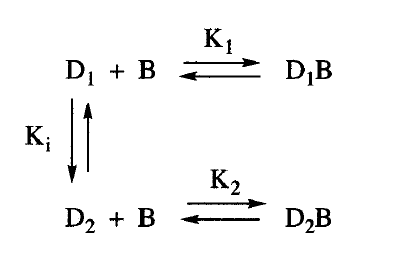 K₁
D₁ + B D₁B
Kᵢ
K₂
D₂ + B D₂B